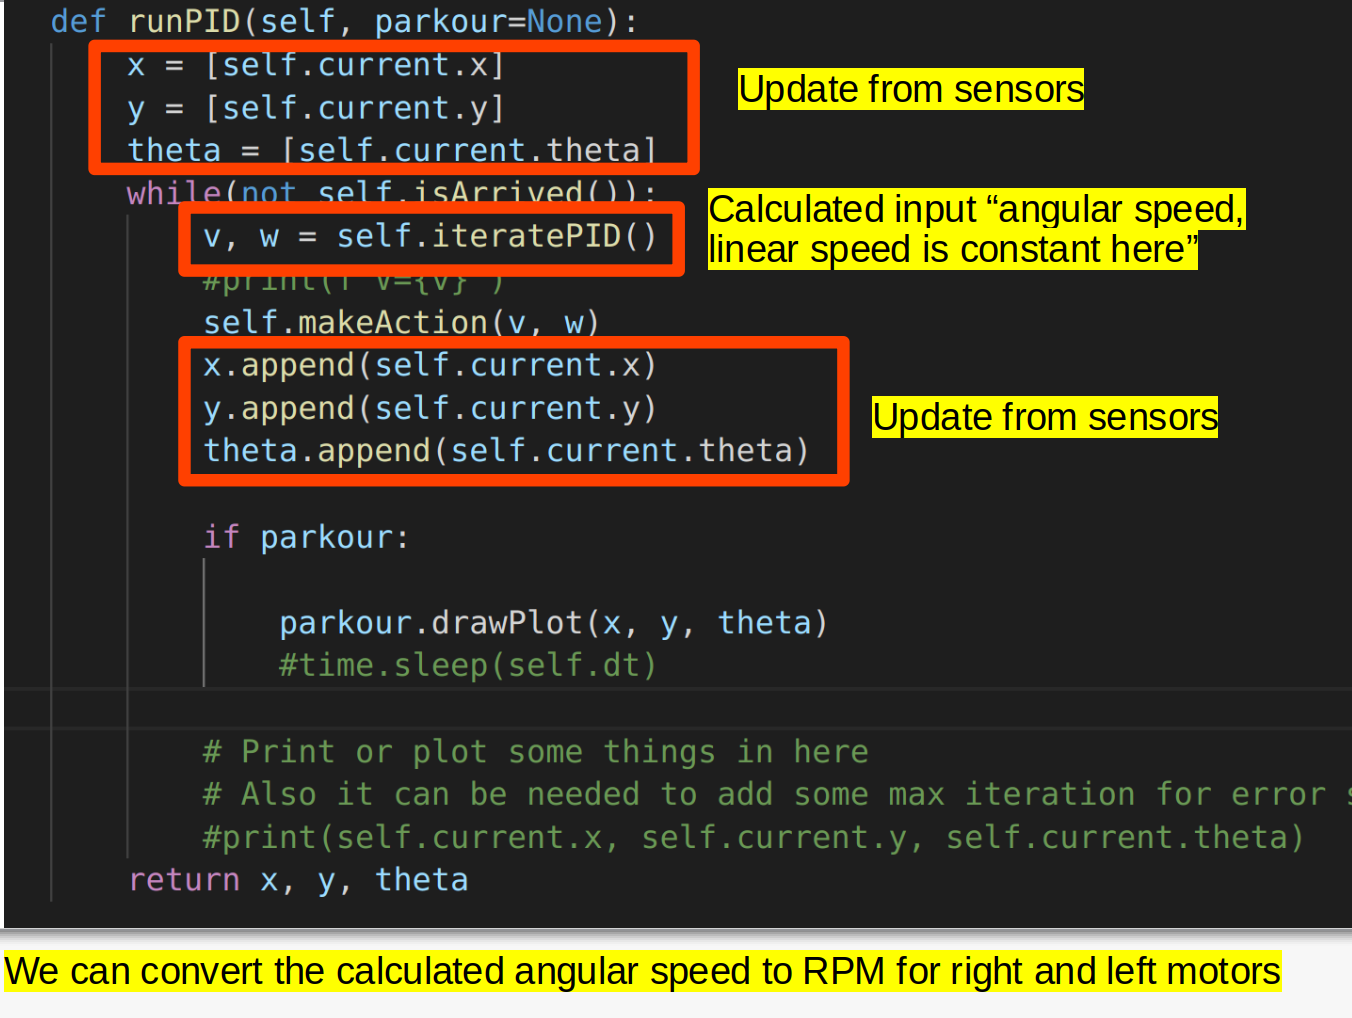 def runPID(self, parkour=None):
x = [self.current.x]
Update from sensors
y = [self.current.y]
theta = [self.current.theta]
while(not self.isArrived()):
Calculated input “angular speed,
v, w = self.iteratePID()
linear speed is constant here”
#print(f"V={v}")
self.makeAction(v, w)
x.append(self.current.x)
y.append(self.current.y)
Update from sensors
theta.append(self.current.theta)
if parkour:
parkour.drawPlot(x, y, theta)
#time.sleep(self.dt)
# Print or plot some things in here
# Also it can be needed to add some max iteration for error
#print(self.current.x, self.current.y, self.current.theta)
return x, y, theta
We can convert the calculated angular speed to RPM for right and left motors